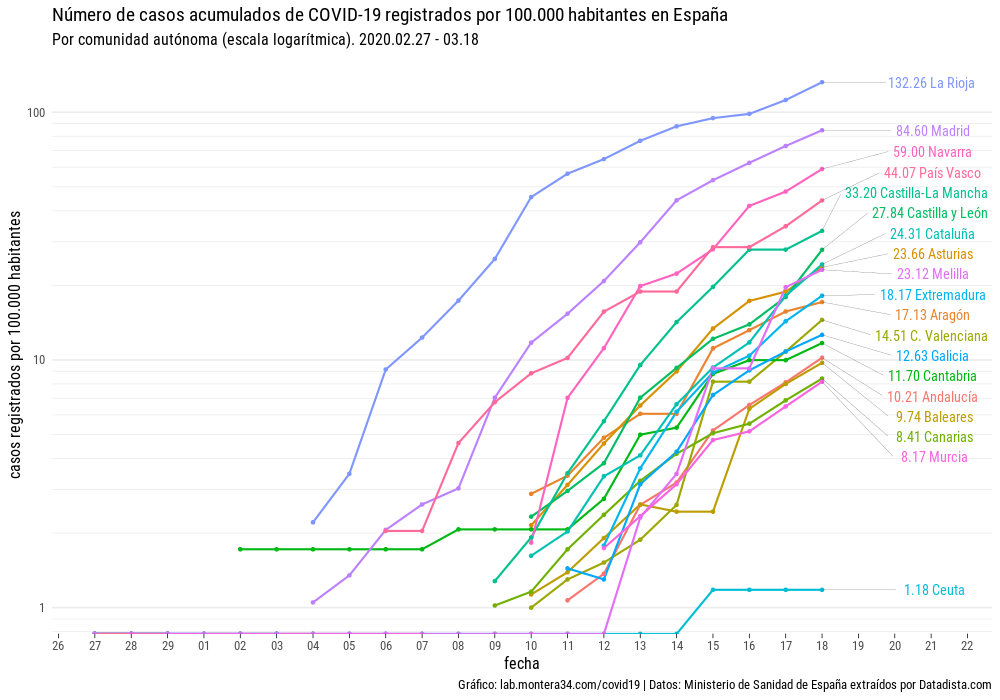 Número de casos acumulados de COVID-19 registrados por 100.000 habitantes en España
Por comunidad autónoma (escala logarítmica). 2020.02.27 - 03.18
casos registrados por 100.000 habitantes
100
10
1
132.26 La Rioja
84.60 Madrid
59.00 Navarra
44.07 País Vasco
33.20 Castilla-La Mancha
27.84 Castilla y León
24.31 Cataluña
23.66 Asturias
23.12 Melilla
18.17 Extremadura
17.13 Aragón
14.51 C. Valenciana
12.63 Galicia
11.70 Cantabria
10.21 Andalucía
9.74 Baleares
8.41 Canarias
8.17 Murcia
1.18 Ceuta
26 27 28 29 01 02 03 04 05 06 07 08 09 10 11 12 13 14 15 16 17 18 19 20 21 22
fecha
Gráfico: lab.montera34.com/covid19 | Datos: Ministerio de Sanidad de España extraídos por Datadista.com